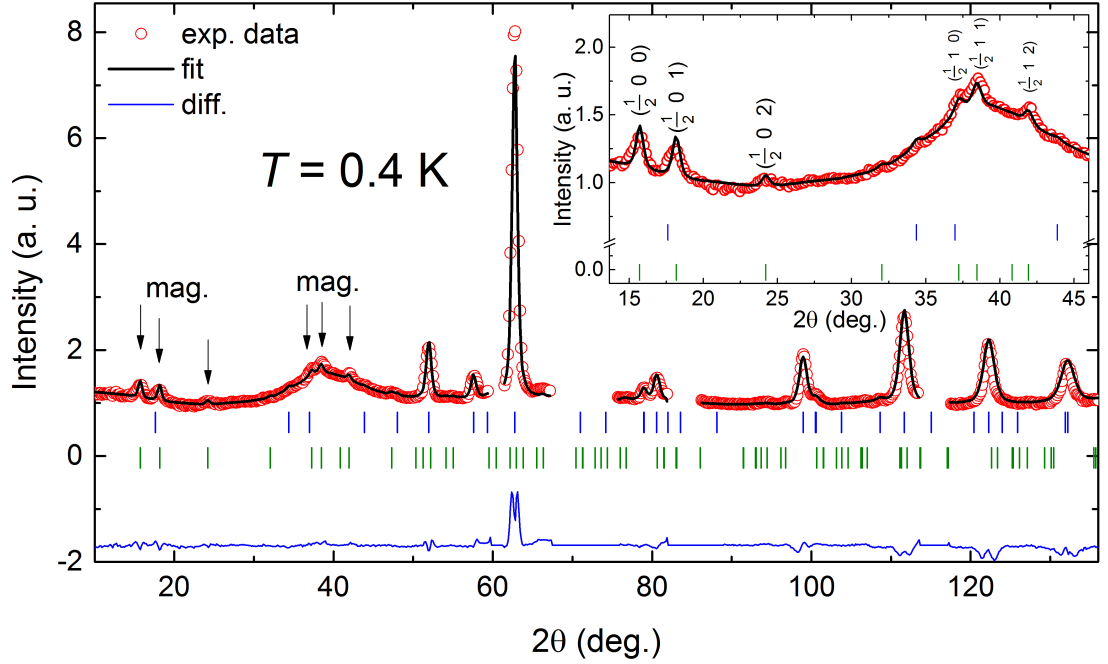 exp. data
fit
diff.
T = 0.4 K
mag.
mag.
Intensity (a. u.)
8
6
4
2
0
-2
20 40 60 80 100 120
2θ (deg.)
(1/2 0 0)
(1/2 0 1)
(1/2 0 2)
(1/2 1 0)
(1/2 1 1)
(1/2 1 2)
Intensity (a. u.)
2.0
1.5
1.0
0.0
15 20 25 30 35 40 45
2θ (deg.)